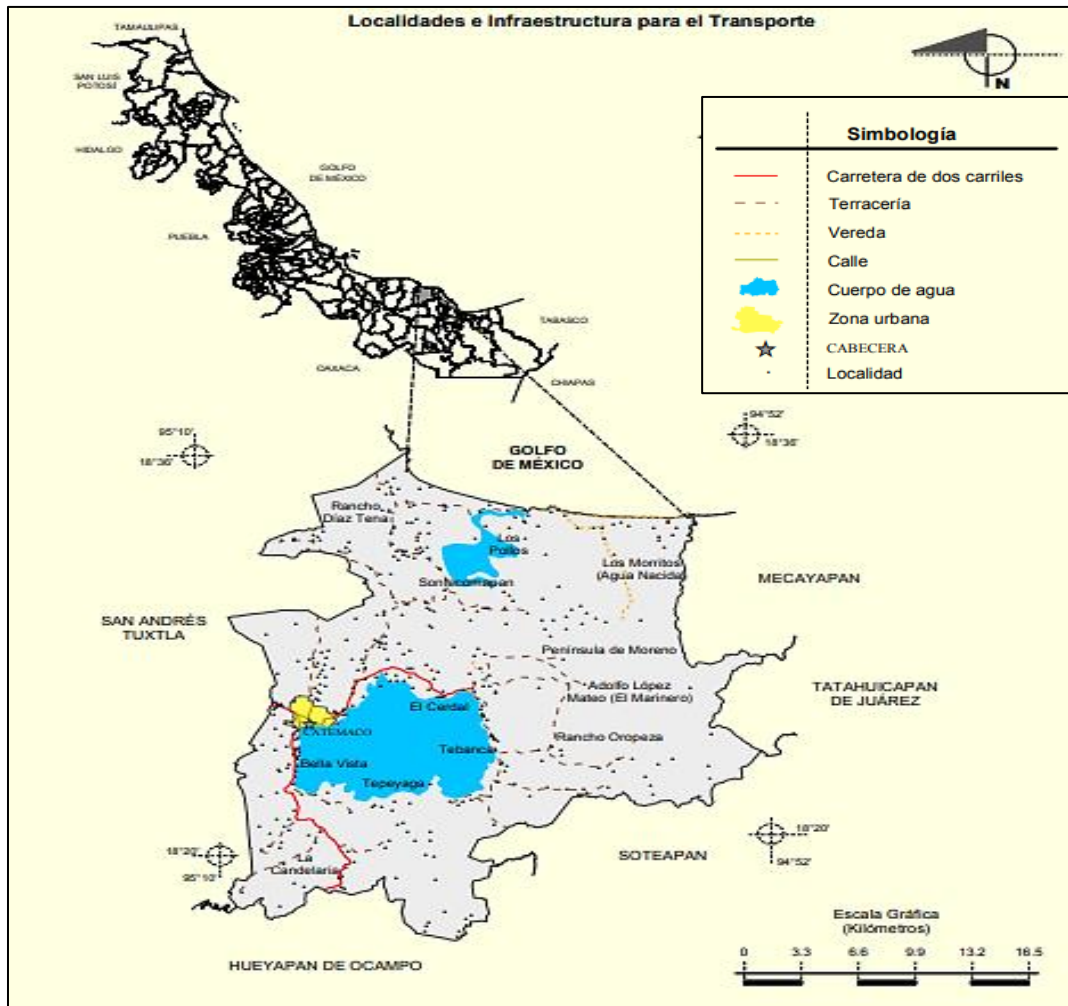 Localidades e Infraestructura para el Transporte
TAMAULIPAS
SAN LUIS
POTOSÍ
HIDALGO
GOLFO
DE MÉXICO
PUEBLA
TABASCO
OAXACA
CHIAPAS
N
Simbología
Carretera de dos carriles
Terracería
Vereda
Calle
Cuerpo de agua
Zona urbana
CABECERA
Localidad
95°10'
18°36'
94°52'
18°36'
GOLFO
DE MÉXICO
Rancho
Díaz Tena
Los
Pollos
Sontecomapan
Los Morritos
(Agua Nacida)
MECAYAPAN
SAN ANDRÉS
TUXTLA
Península de Moreno
Adolfo López
Mateo (El Marinero)
TATAHUICAPAN
DE JUÁREZ
El Cerdal
CATEMACO
Rancho Oropeza
Tebanca
Bella Vista
Tepeyaga
18°20'
95°10'
18°20'
94°52'
SOTEAPAN
La
Candelaria
HUEYAPAN DE OCAMPO
Escala Gráfica
(Kilómetros)
0 3.3 6.6 9.9 13.2 16.5